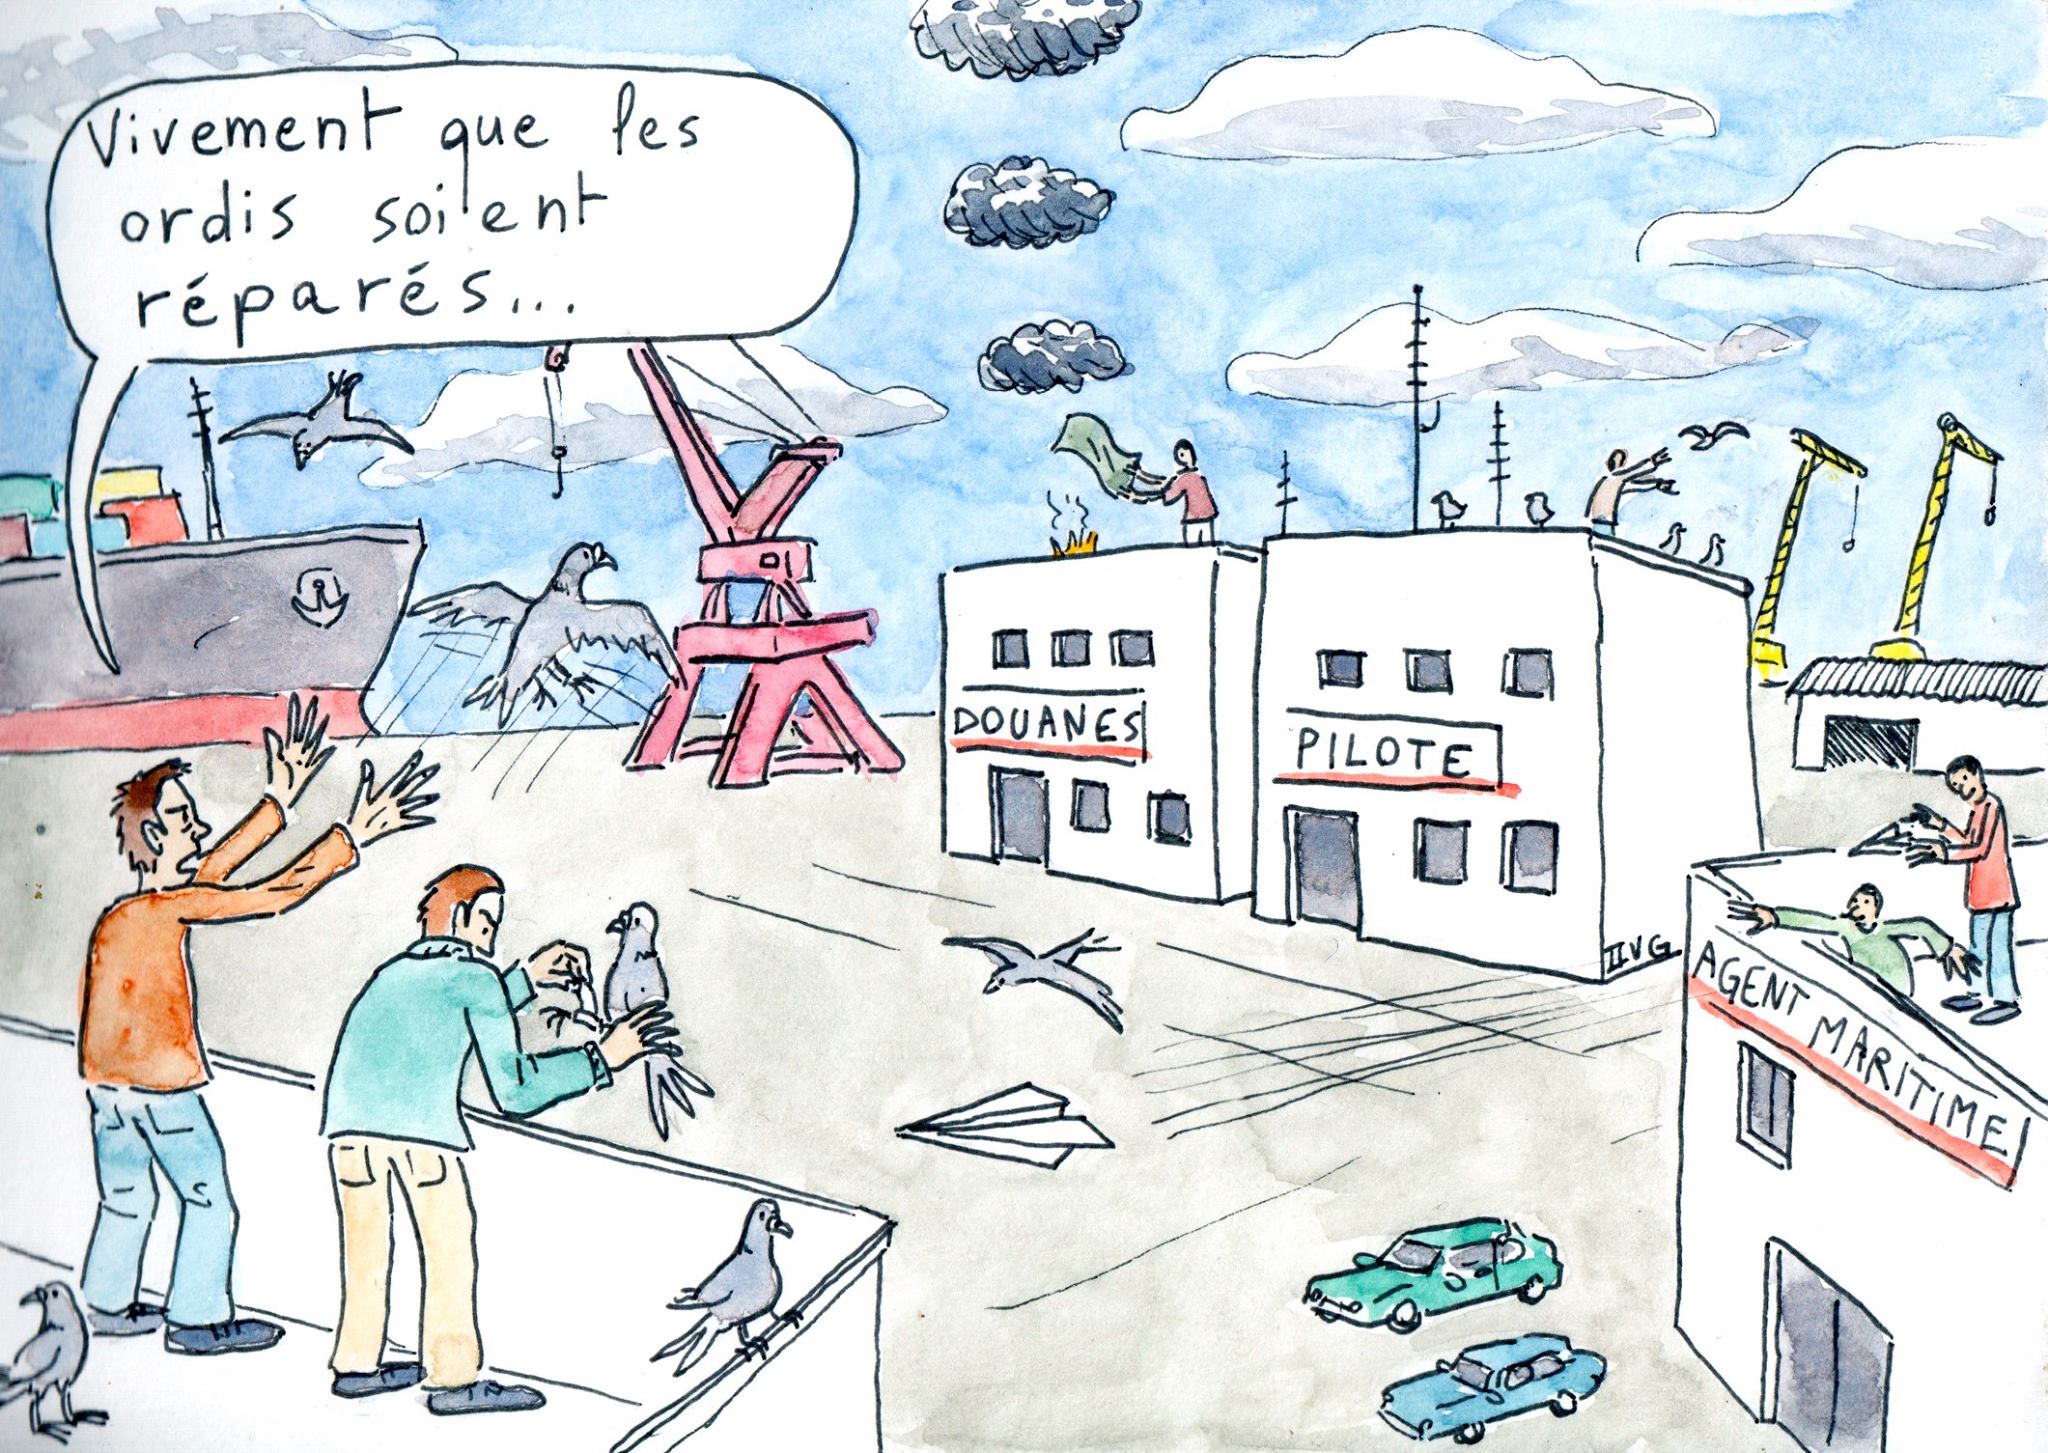 Vivement que les
ordis soient
réparés...
DOUANES
PILOTE
IIVG
AGENT MARITIME